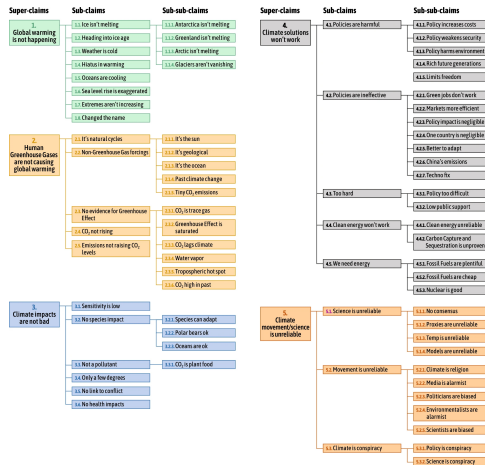 Super-claims
Sub-claims
Sub-sub-claims
1.
Global warming
is not happening
1.1. Ice isn't melting
1.1.1. Antarctica isn't melting
1.1.2. Greenland isn't melting
1.1.3. Arctic isn't melting
1.1.4. Glaciers aren't vanishing
1.2. Heading into ice age
1.3. Weather is cold
1.4. Hiatus in warming
1.5. Oceans are cooling
1.6. Sea level rise is exaggerated
1.7. Extremes aren't increasing
1.8. Changed the name
2.
Human
Greenhouse Gases
are not causing
global warming
2.1. It's natural cycles
2.1.1. It's the sun
2.1.2. It's geological
2.1.3. It's the ocean
2.1.4. Past climate change
2.1.5. Tiny CO₂ emissions
2.2. Non-Greenhouse Gas forcings
2.3. No evidence for Greenhouse
Effect
2.3.1. CO₂ is trace gas
2.3.2. Greenhouse Effect is
saturated
2.3.3. CO₂ lags climate
2.3.4. Water vapor
2.3.5. Tropospheric hot spot
2.3.6. CO₂ high in past
2.4. CO₂ not rising
2.5. Emissions not raising CO₂
levels
3.
Climate impacts
are not bad
3.1. Sensitivity is low
3.2. No species impact
3.2.1. Species can adapt
3.2.2. Polar bears ok
3.2.3. Oceans are ok
3.3. Not a pollutant
3.3.1. CO₂ is plant food
3.4. Only a few degrees
3.5. No link to conflict
3.6. No health impacts
Super-claims
Sub-claims
Sub-sub-claims
4.
Climate solutions
won't work
4.1. Policies are harmful
4.1.1. Policy increases costs
4.1.2. Policy weakens security
4.1.3. Policy harms environment
4.1.4. Rich future generations
4.1.5. Limits freedom
4.2. Policies are ineffective
4.2.1. Green jobs don't work
4.2.2. Markets more efficient
4.2.3. Policy impact is negligible
4.2.4. One country is negligible
4.2.5. Better to adapt
4.2.6. China's emissions
4.2.7. Techno fix
4.3. Too hard
4.3.1. Policy too difficult
4.3.2. Low public support
4.4. Clean energy won't work
4.4.1. Clean energy unreliable
4.4.2. Carbon Capture and
Sequestration is unproven
4.5. We need energy
4.5.1. Fossil Fuels are plentiful
4.5.2. Fossil Fuels are cheap
4.5.3. Nuclear is good
5.
Climate
movement/science
is unreliable
5.1. Science is unreliable
5.1.1. No consensus
5.1.2. Proxies are unreliable
5.1.3. Temp is unreliable
5.1.4. Models are unreliable
5.2. Movement is unreliable
5.2.1. Climate is religion
5.2.2. Media is alarmist
5.2.3. Politicians are biased
5.2.4. Environmentalists are
alarmist
5.2.5. Scientists are biased
5.3. Climate is conspiracy
5.3.1. Policy is conspiracy
5.3.2. Science is conspiracy